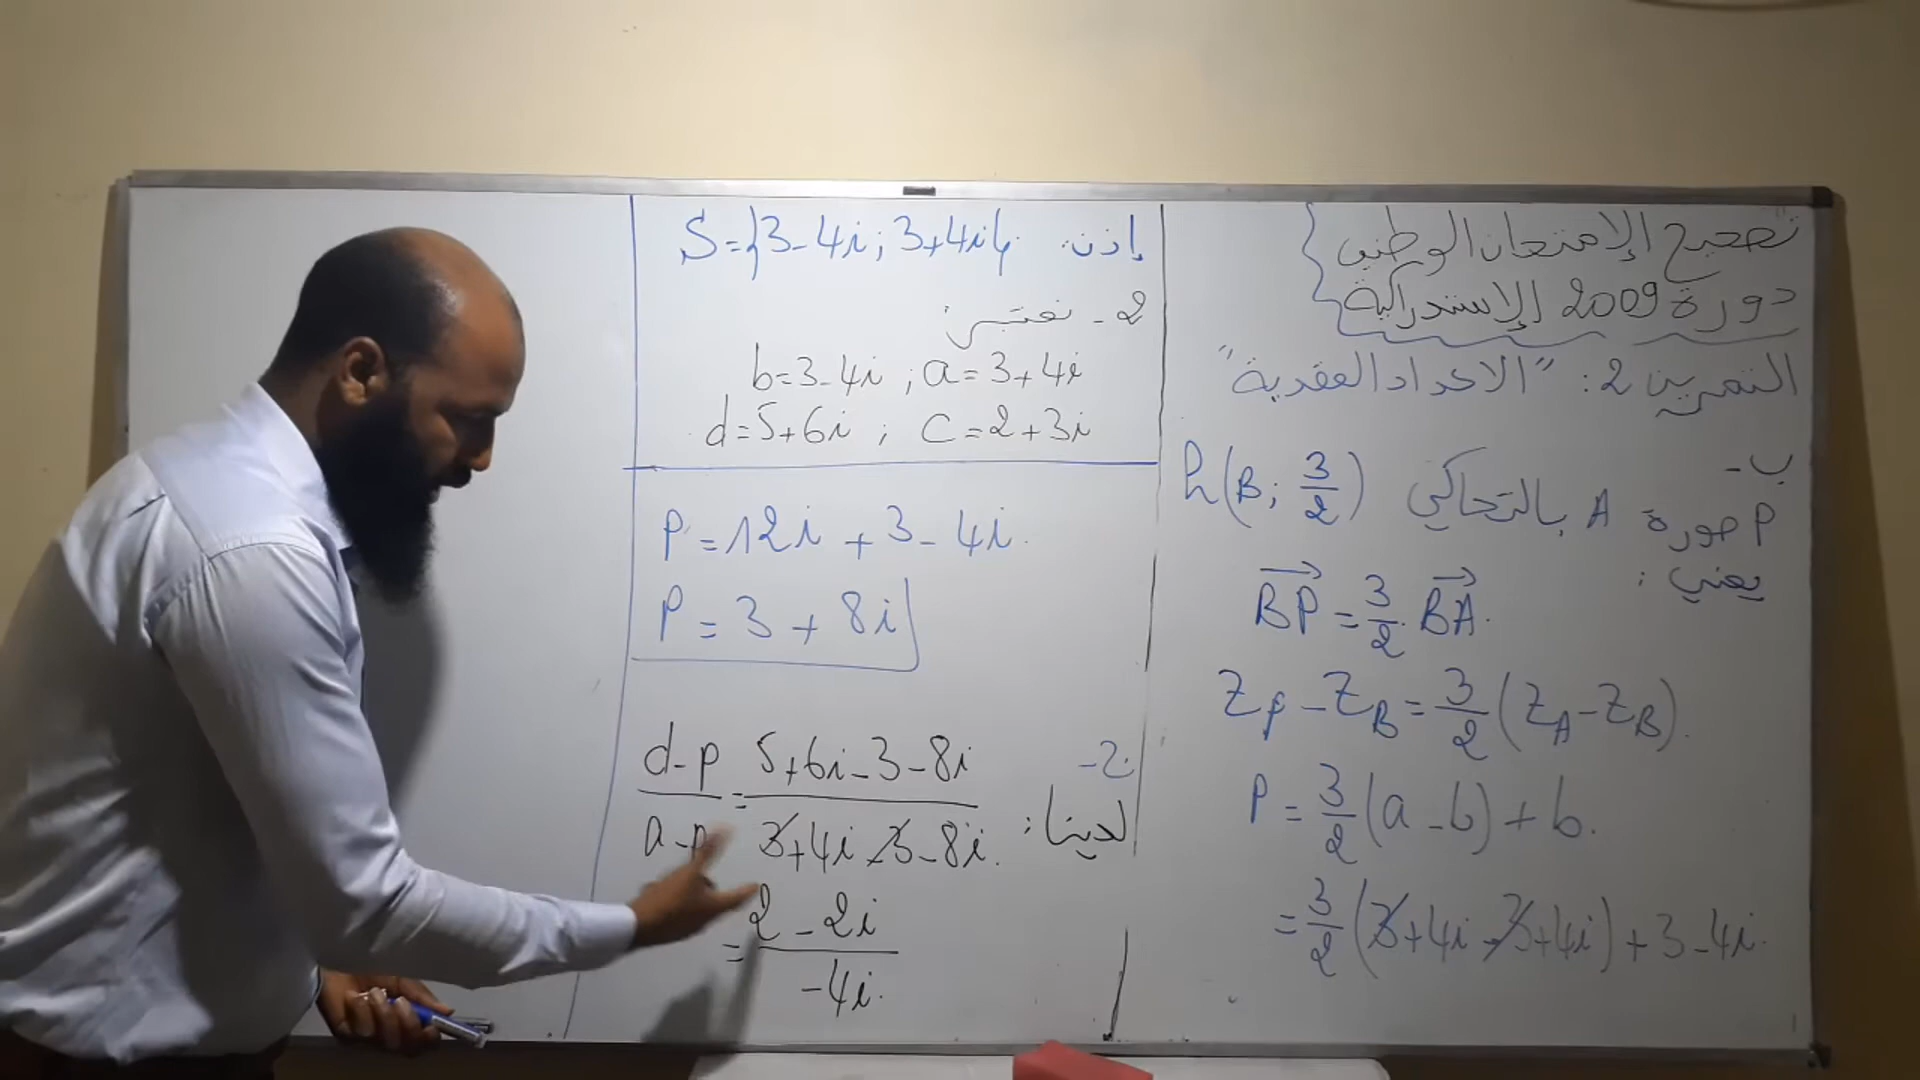 تصحيح الإمتحان الوطني
دورة 2009 الإستدراكية
التمرين 2: "الاعداد العقدية"
ب-
P صورة A بالتحاكي h(B; 3/2)
يعني:
BP→ = 3/2 BA→.
Z_P - Z_B = 3/2 (Z_A - Z_B).
P = 3/2 (a - b) + b.
= 3/2 (3+4i-3+4i) + 3-4i.
إذن: S={3-4i; 3+4i}
2- نعتبر:
b=3-4i ; a=3+4i
d=5+6i ; c=2+3i
P = 12i + 3 - 4i.
P = 3 + 8i
ج-
لدينا: (d-p)/(a-p) = (5+6i-3-8i)/(3+4i-3-8i).
= (2-2i)/(-4i).